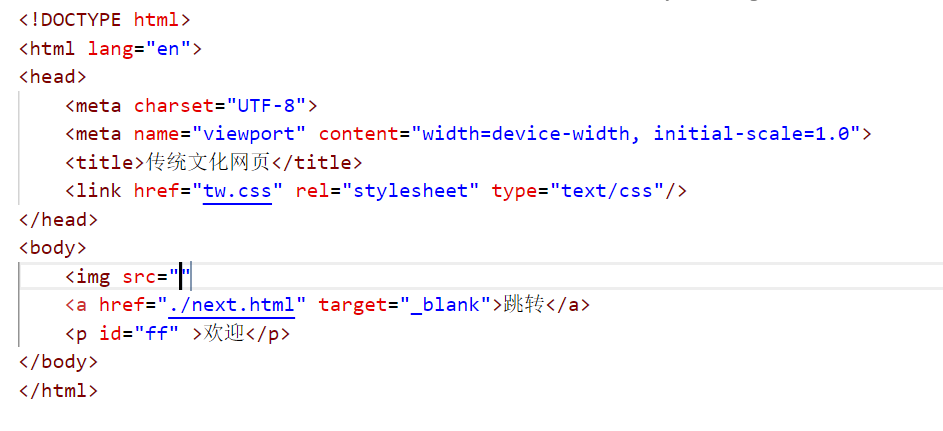 <!DOCTYPE html>
<html lang="en">
<head>
    <meta charset="UTF-8">
    <meta name="viewport" content="width=device-width, initial-scale=1.0">
    <title>传统文化网页</title>
    <link href="tw.css" rel="stylesheet" type="text/css"/>
</head>
<body>
    <img src=""
    <a href="./next.html" target="_blank">跳转</a>
    <p id="ff" >欢迎</p>
</body>
</html>